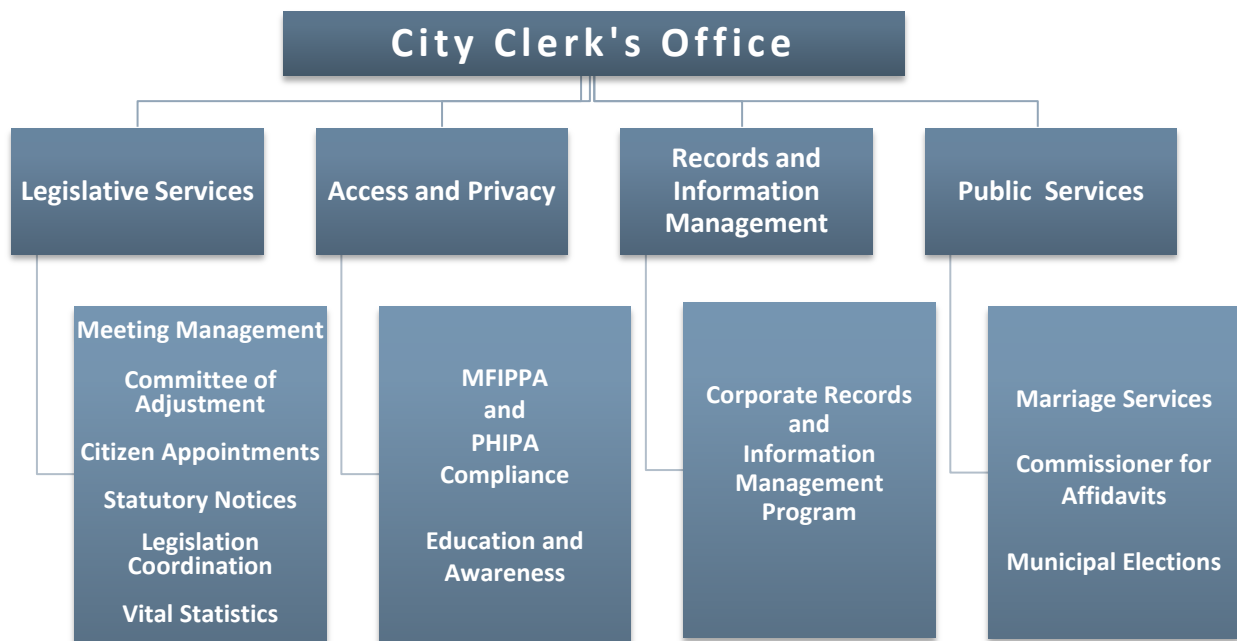 City Clerk's Office
Legislative Services
Access and Privacy
Records and
Information
Management
Public Services
Meeting Management
Committee of
Adjustment
Citizen Appointments
Statutory Notices
Legislation
Coordination
Vital Statistics
MFIPPA
and
PHIPA
Compliance
Education and
Awareness
Corporate Records
and
Information
Management
Program
Marriage Services
Commissioner for
Affidavits
Municipal Elections